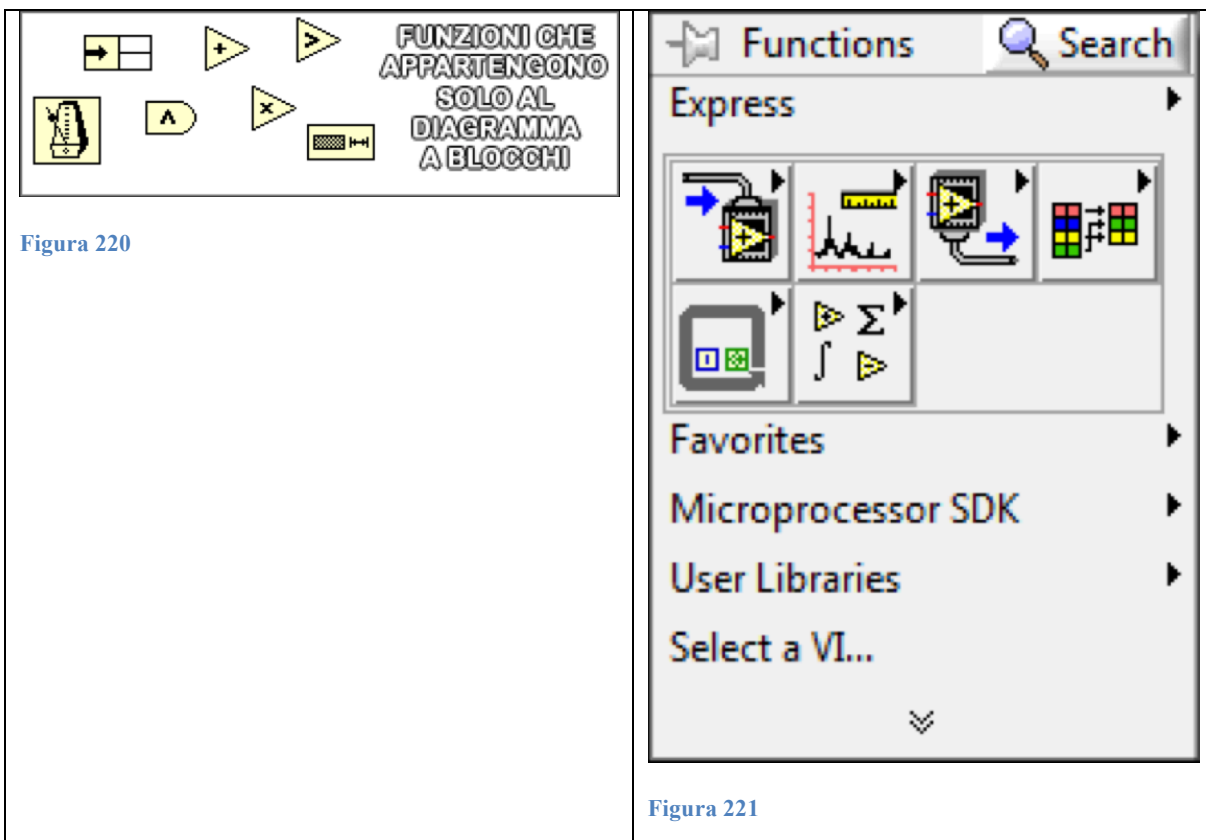 FUNZIONI CHE
APPARTENGONO
SOLO AL
DIAGRAMMA
A BLOCCHI
Figura 220
Functions
Search
Express
Favorites
Microprocessor SDK
User Libraries
Select a VI...
Figura 221